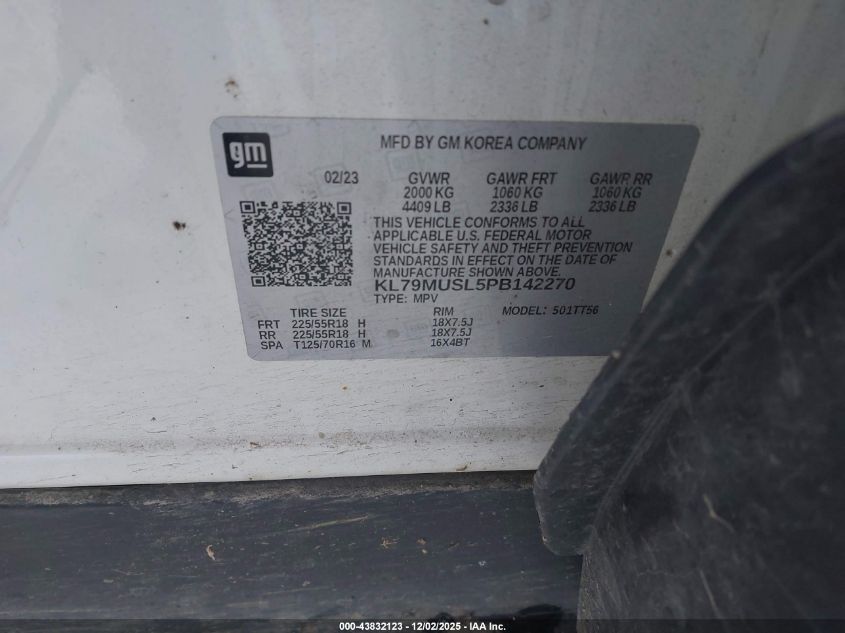 gm
MFD BY GM KOREA COMPANY
02/23 GVWR GAWR FRT GAWR RR
2000 KG 1060 KG 1060 KG
4409 LB 2336 LB 2336 LB
THIS VEHICLE CONFORMS TO ALL
APPLICABLE U.S. FEDERAL MOTOR
VEHICLE SAFETY AND THEFT PREVENTION
STANDARDS IN EFFECT ON THE DATE OF
MANUFACTURE SHOWN ABOVE.
KL79MUSL5PB142270
TYPE: MPV MODEL: 501TT56
TIRE SIZE RIM
FRT 225/55R18 H 18X7.5J
RR 225/55R18 H 18X7.5J
SPA T125/70R16 M 16X4BT
000-43832123 - 12/02/2025 - IAA Inc.